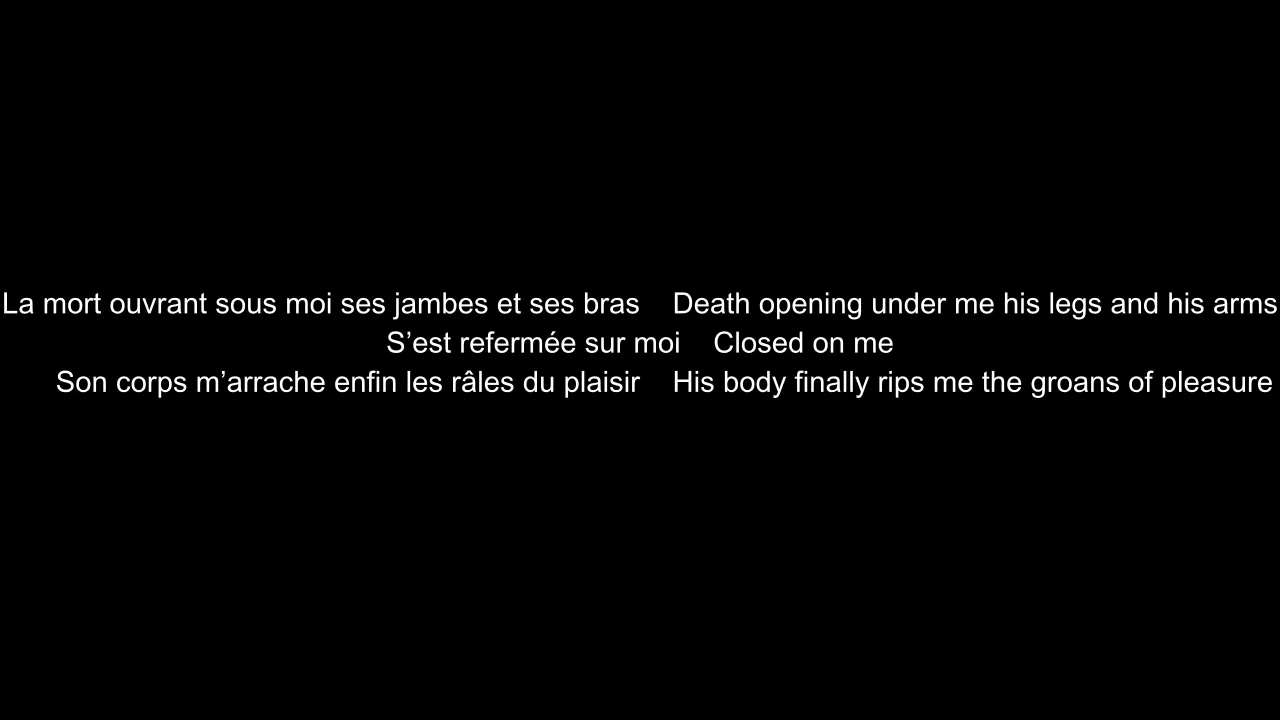 La mort ouvrant sous moi ses jambes et ses bras    Death opening under me his legs and his arms
S’est refermée sur moi    Closed on me
Son corps m’arrache enfin les râles du plaisir    His body finally rips me the groans of pleasure